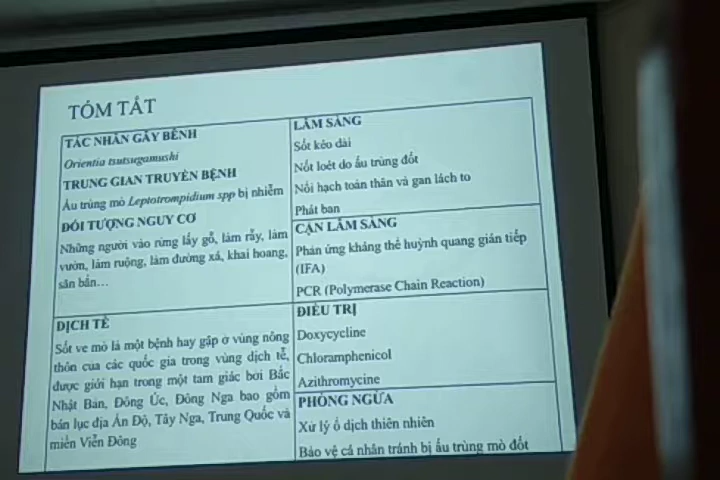 TÓM TẮT
TÁC NHÂN GÂY BỆNH
Orientia tsutsugamushi
TRUNG GIAN TRUYỀN BỆNH
Ấu trùng mò Leptotrompidium spp bị nhiễm
ĐỐI TƯỢNG NGUY CƠ
Những người vào rừng lấy gỗ, làm rẫy, làm
vườn, làm ruộng, làm đường xá, khai hoang,
săn bắn…
DỊCH TỄ
Sốt ve mò là một bệnh hay gặp ở vùng nông
thôn của các quốc gia trong vùng dịch tễ,
được giới hạn trong một tam giác bởi Bắc
Nhật Bản, Đông Úc, Đông Nga bao gồm
bán lục địa Ấn Độ, Tây Nga, Trung Quốc và
miền Viễn Đông
LÂM SÀNG
Sốt kéo dài
Nốt loét do ấu trùng đốt
Nổi hạch toàn thân và gan lách to
Phát ban
CẬN LÂM SÀNG
Phản ứng kháng thể huỳnh quang gián tiếp
(IFA)
PCR (Polymerase Chain Reaction)
ĐIỀU TRỊ
Doxycycline
Chloramphenicol
Azithromycine
PHÒNG NGỪA
Xử lý ổ dịch thiên nhiên
Bảo vệ cá nhân tránh bị ấu trùng mò đốt